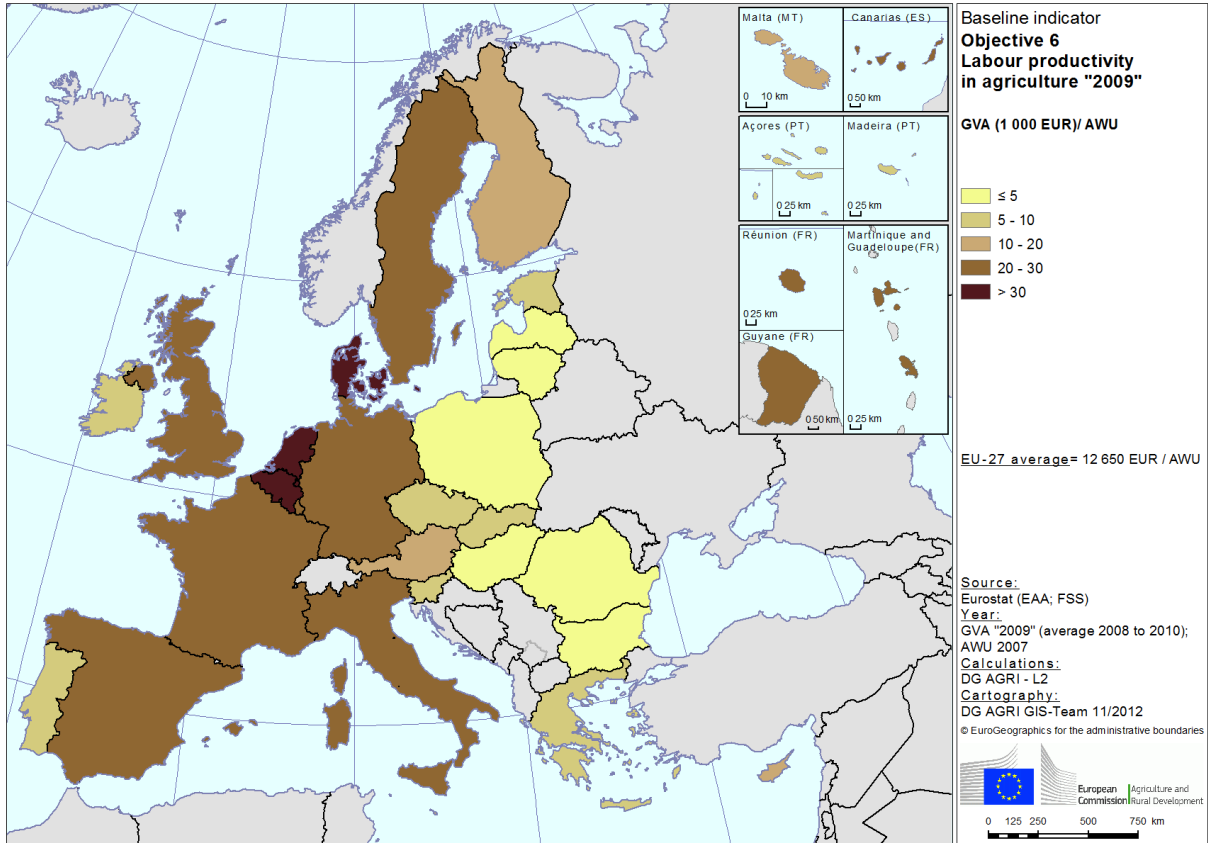 Malta (MT)
0 10 km
Canarias (ES)
0 50 km
Açores (PT)
0 25 km
Madeira (PT)
0 25 km
Réunion (FR)
0 25 km
Martinique and
Guadeloupe(FR)
0 25 km
Guyane (FR)
0 50 km
Baseline indicator
Objective 6
Labour productivity
in agriculture "2009"
GVA (1 000 EUR)/ AWU
≤ 5
5 - 10
10 - 20
20 - 30
> 30
EU-27 average= 12 650 EUR / AWU
Source:
Eurostat (EAA; FSS)
Year:
GVA "2009" (average 2008 to 2010);
AWU 2007
Calculations:
DG AGRI - L2
Cartography:
DG AGRI GIS-Team 11/2012
© EuroGeographics for the administrative boundaries
European
Commission
Agriculture and
Rural Development
0 125 250 500 750 km